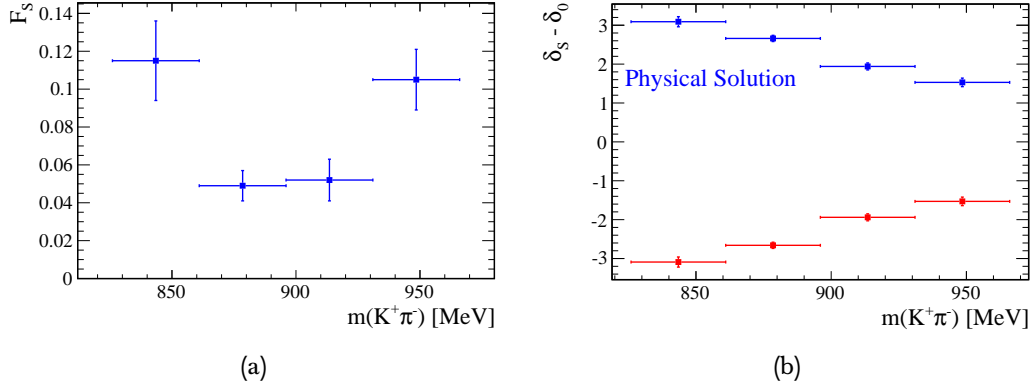 F_S
0.14
0.12
0.1
0.08
0.06
0.04
0.02
0
850 900 950
m(K⁺π⁻) [MeV]
(a)
δ_S - δ_0
3
2
1
0
-1
-2
-3
Physical Solution
850 900 950
m(K⁺π⁻) [MeV]
(b)